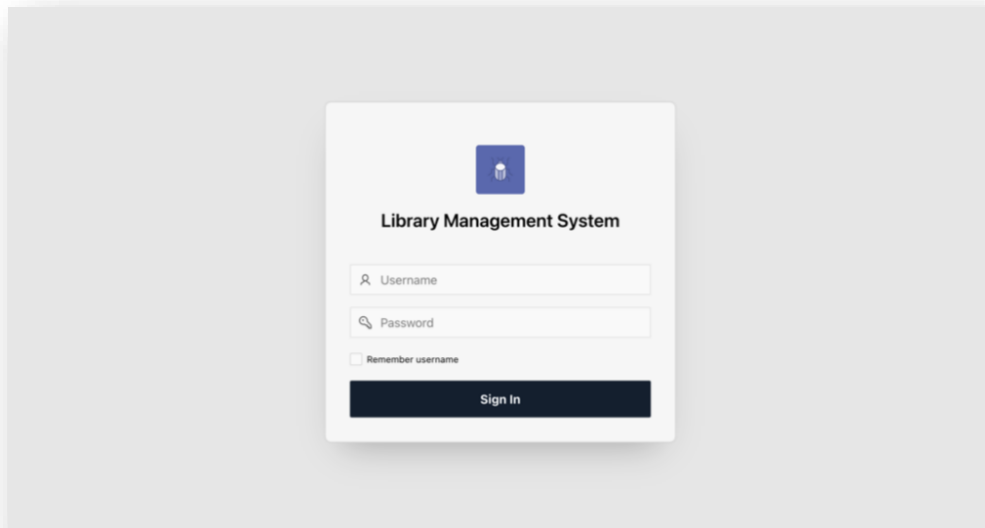 Library Management System
Username
Password
Remember username
Sign In